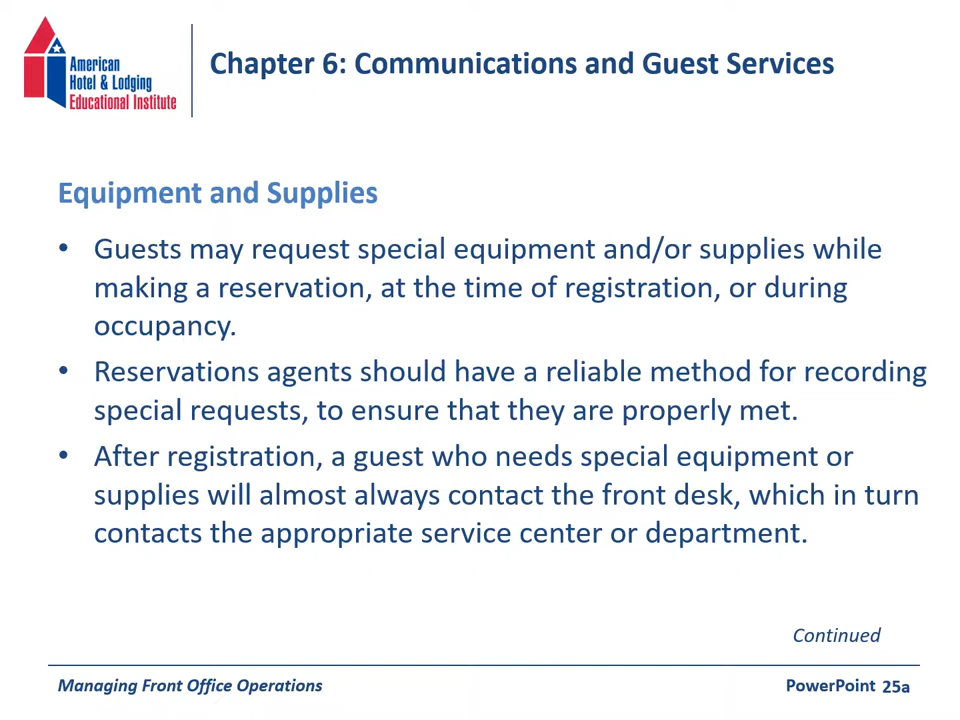 American
Hotel & Lodging
Educational Institute
Chapter 6: Communications and Guest Services
Equipment and Supplies
• Guests may request special equipment and/or supplies while
making a reservation, at the time of registration, or during
occupancy.
• Reservations agents should have a reliable method for recording
special requests, to ensure that they are properly met.
• After registration, a guest who needs special equipment or
supplies will almost always contact the front desk, which in turn
contacts the appropriate service center or department.
Continued
Managing Front Office Operations
PowerPoint 25a